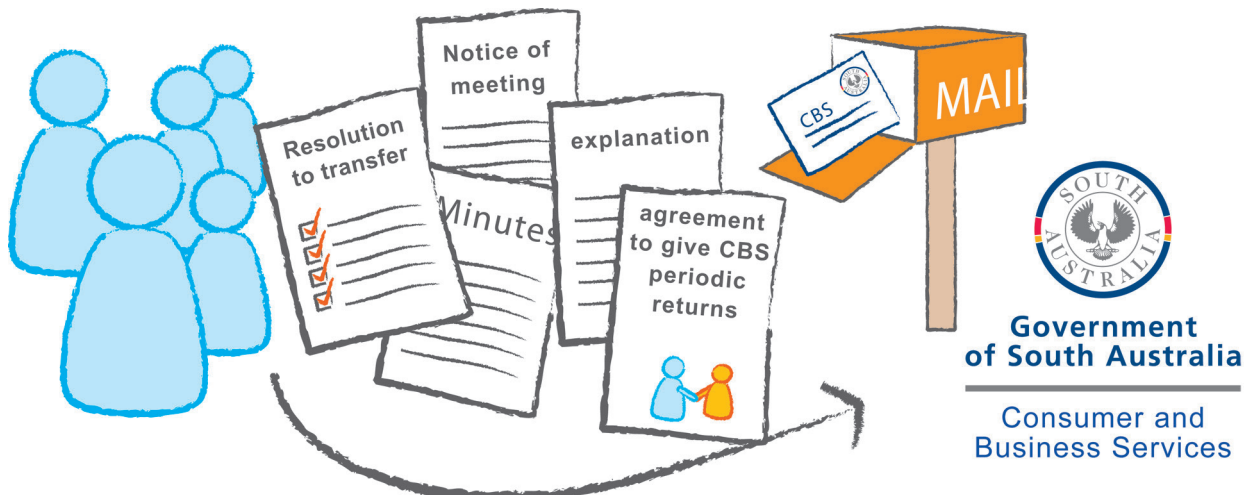 Notice of
meeting
Resolution
to transfer
Minutes
explanation
agreement
to give CBS
periodic
returns
CBS
MAIL
SOUTH
AUSTRALIA
Government
of South Australia
Consumer and
Business Services